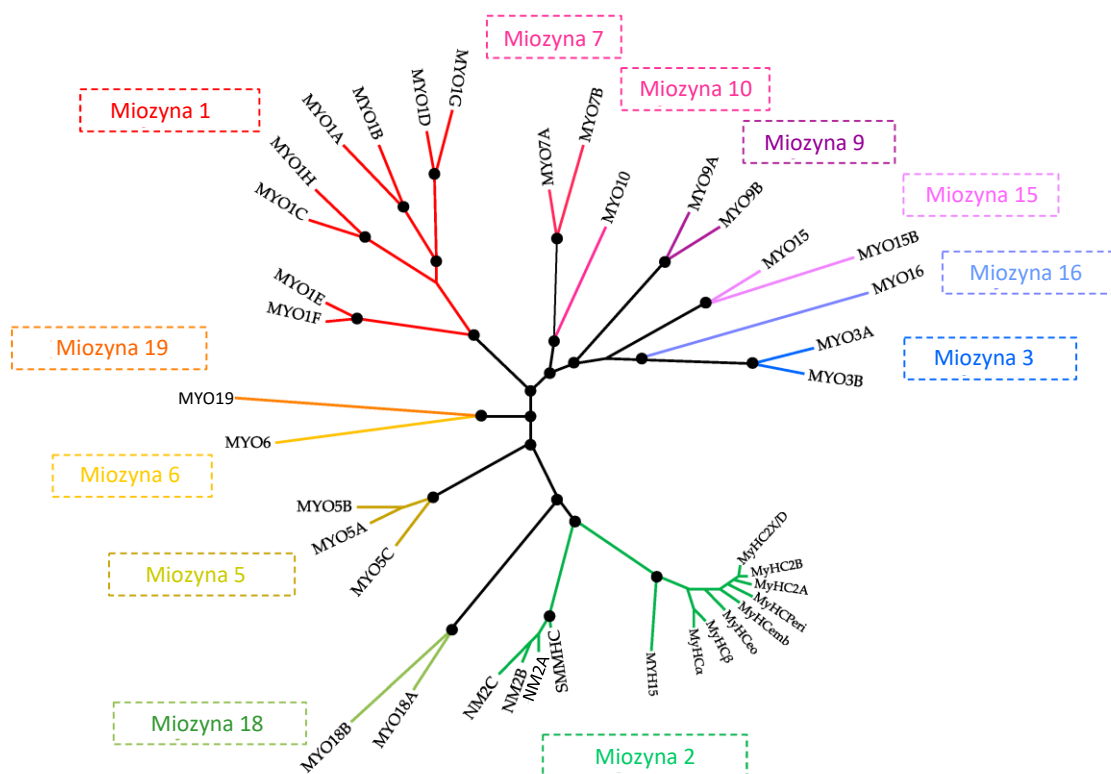 Miozyna 7
Miozyna 10
Miozyna 1
Miozyna 9
Miozyna 15
Miozyna 16
Miozyna 3
Miozyna 19
Miozyna 6
Miozyna 5
Miozyna 18
Miozyna 2
MYO1G
MYO1D
MYO1B
MYO1A
MYO1H
MYO1C
MYO1E
MYO1F
MYO7A
MYO7B
MYO10
MYO9A
MYO9B
MYO15
MYO15B
MYO16
MYO3A
MYO3B
MYO19
MYO6
MYO5B
MYO5A
MYO5C
MYO18B
MYO18A
NM2C
NM2B
NM2A
SMMHC
MYH15
MyHCα
MyHCβ
MyHCeo
MyHCemb
MyHCPeri
MyHC2A
MyHC2B
MyHC2X/D